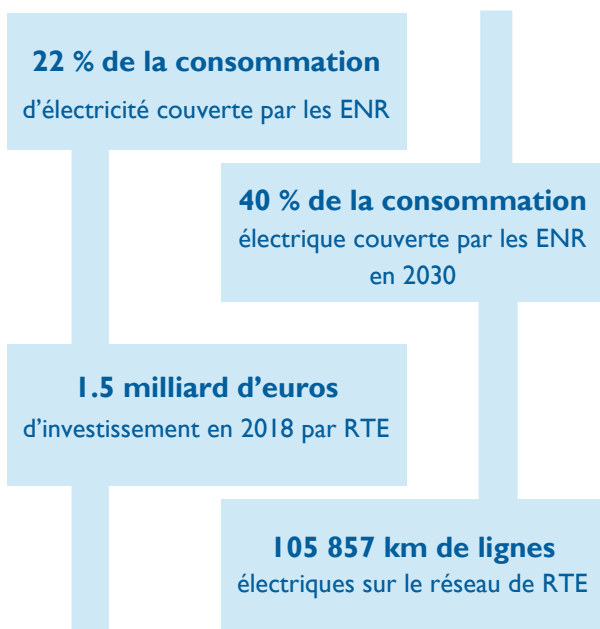 22 % de la consommation
d’électricité couverte par les ENR
40 % de la consommation
électrique couverte par les ENR
en 2030
1.5 milliard d’euros
d’investissement en 2018 par RTE
105 857 km de lignes
électriques sur le réseau de RTE